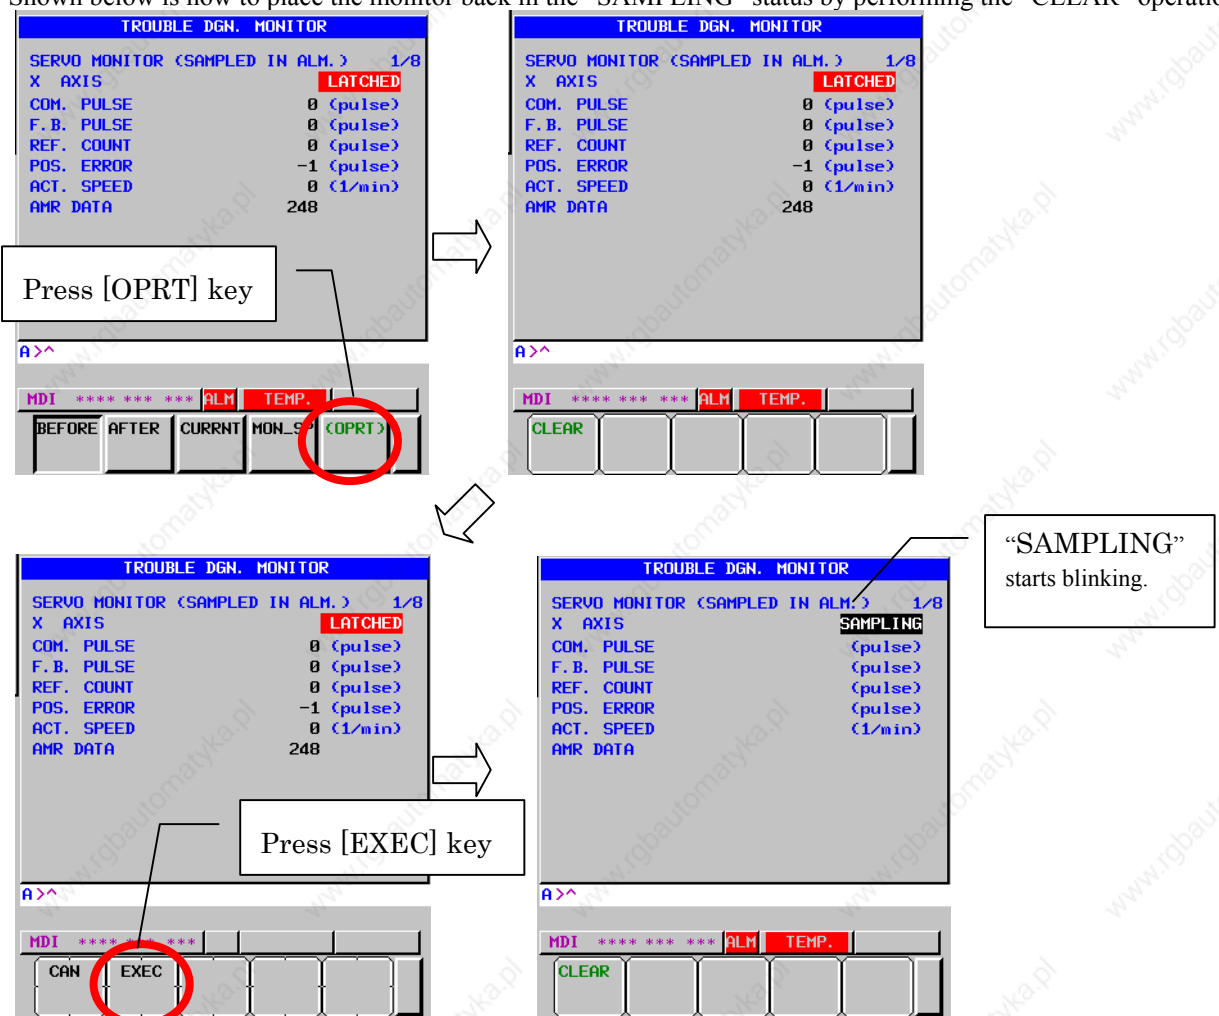 Shown below is how to place the monitor back in the "SAMPLING" status by performing the "CLEAR"
TROUBLE DGN. MONITOR
SERVO MONITOR (SAMPLED IN ALM.) 1/8
X AXIS LATCHED
COM. PULSE 0 (pulse)
F.B. PULSE 0 (pulse)
REF. COUNT 0 (pulse)
POS. ERROR -1 (pulse)
ACT. SPEED 0 (1/min)
AMR DATA 248
Press [OPRT] key
A>^
MDI **** *** *** ALM TEMP.
BEFORE AFTER CURRNT MON_SP (OPRT)
TROUBLE DGN. MONITOR
SERVO MONITOR (SAMPLED IN ALM.) 1/8
X AXIS LATCHED
COM. PULSE 0 (pulse)
F.B. PULSE 0 (pulse)
REF. COUNT 0 (pulse)
POS. ERROR -1 (pulse)
ACT. SPEED 0 (1/min)
AMR DATA 248
A>^
MDI **** *** *** ALM TEMP.
CLEAR
TROUBLE DGN. MONITOR
SERVO MONITOR (SAMPLED IN ALM.) 1/8
X AXIS LATCHED
COM. PULSE 0 (pulse)
F.B. PULSE 0 (pulse)
REF. COUNT 0 (pulse)
POS. ERROR -1 (pulse)
ACT. SPEED 0 (1/min)
AMR DATA 248
Press [EXEC] key
A>^
MDI **** *** ***
CAN EXEC
TROUBLE DGN. MONITOR
SERVO MONITOR (SAMPLED IN ALM.) 1/8
X AXIS SAMPLING
COM. PULSE (pulse)
F.B. PULSE (pulse)
REF. COUNT (pulse)
POS. ERROR (pulse)
ACT. SPEED (1/min)
AMR DATA
"SAMPLING"
starts blinking.
A>^
MDI **** *** *** ALM TEMP.
CLEAR
www.rgbautomatyka.pl